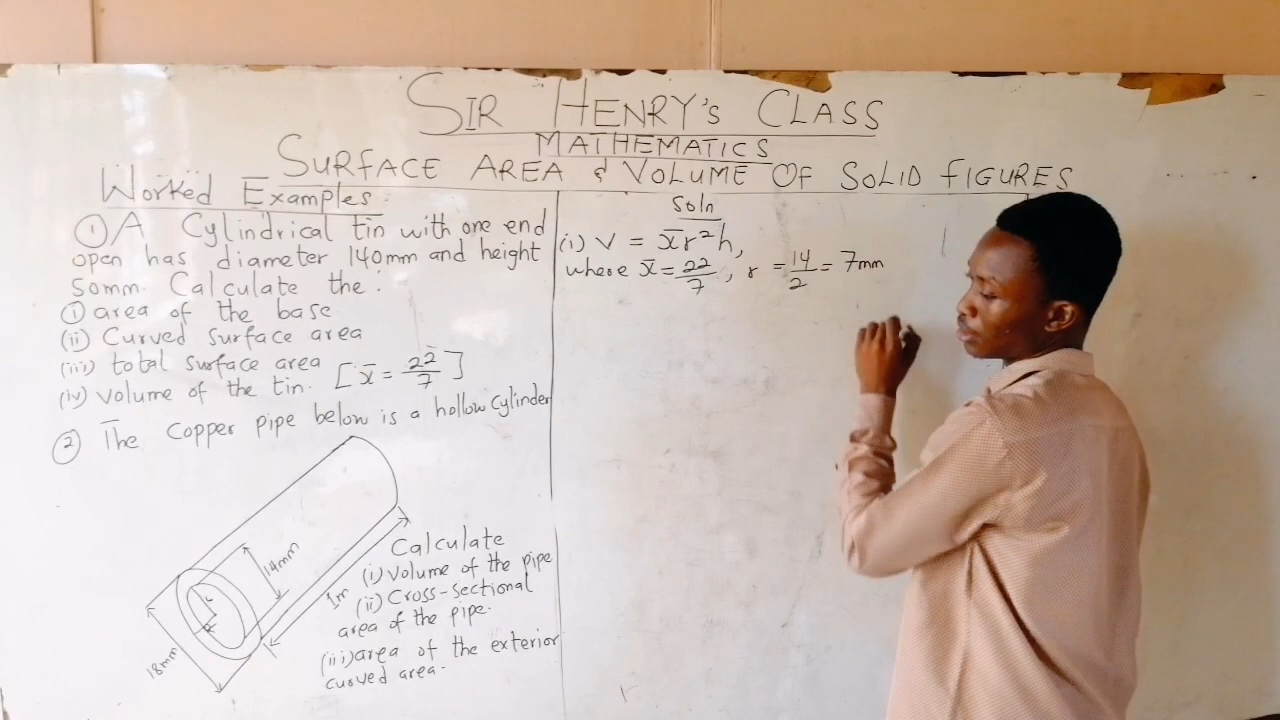 SIR HENRY'S CLASS
MATHEMATICS
SURFACE AREA & VOLUME OF SOLID FIGURES
Worked Examples
① A Cylindrical tin with one end
open has diameter 140mm and height
50mm. Calculate the:
① area of the base
(ii) Curved surface area
(iii) total surface area
(iv) volume of the tin. [π = 22/7]
② The Copper pipe below is a hollow cylinder
14mm
1m
18mm
r
R
Calculate
(i) Volume of the pipe
(ii) Cross-sectional
area of the pipe.
(iii) area of the exterior
curved area.
Soln
(i) V = πr²h,
where π = 22/7, r = 14/2 = 7mm